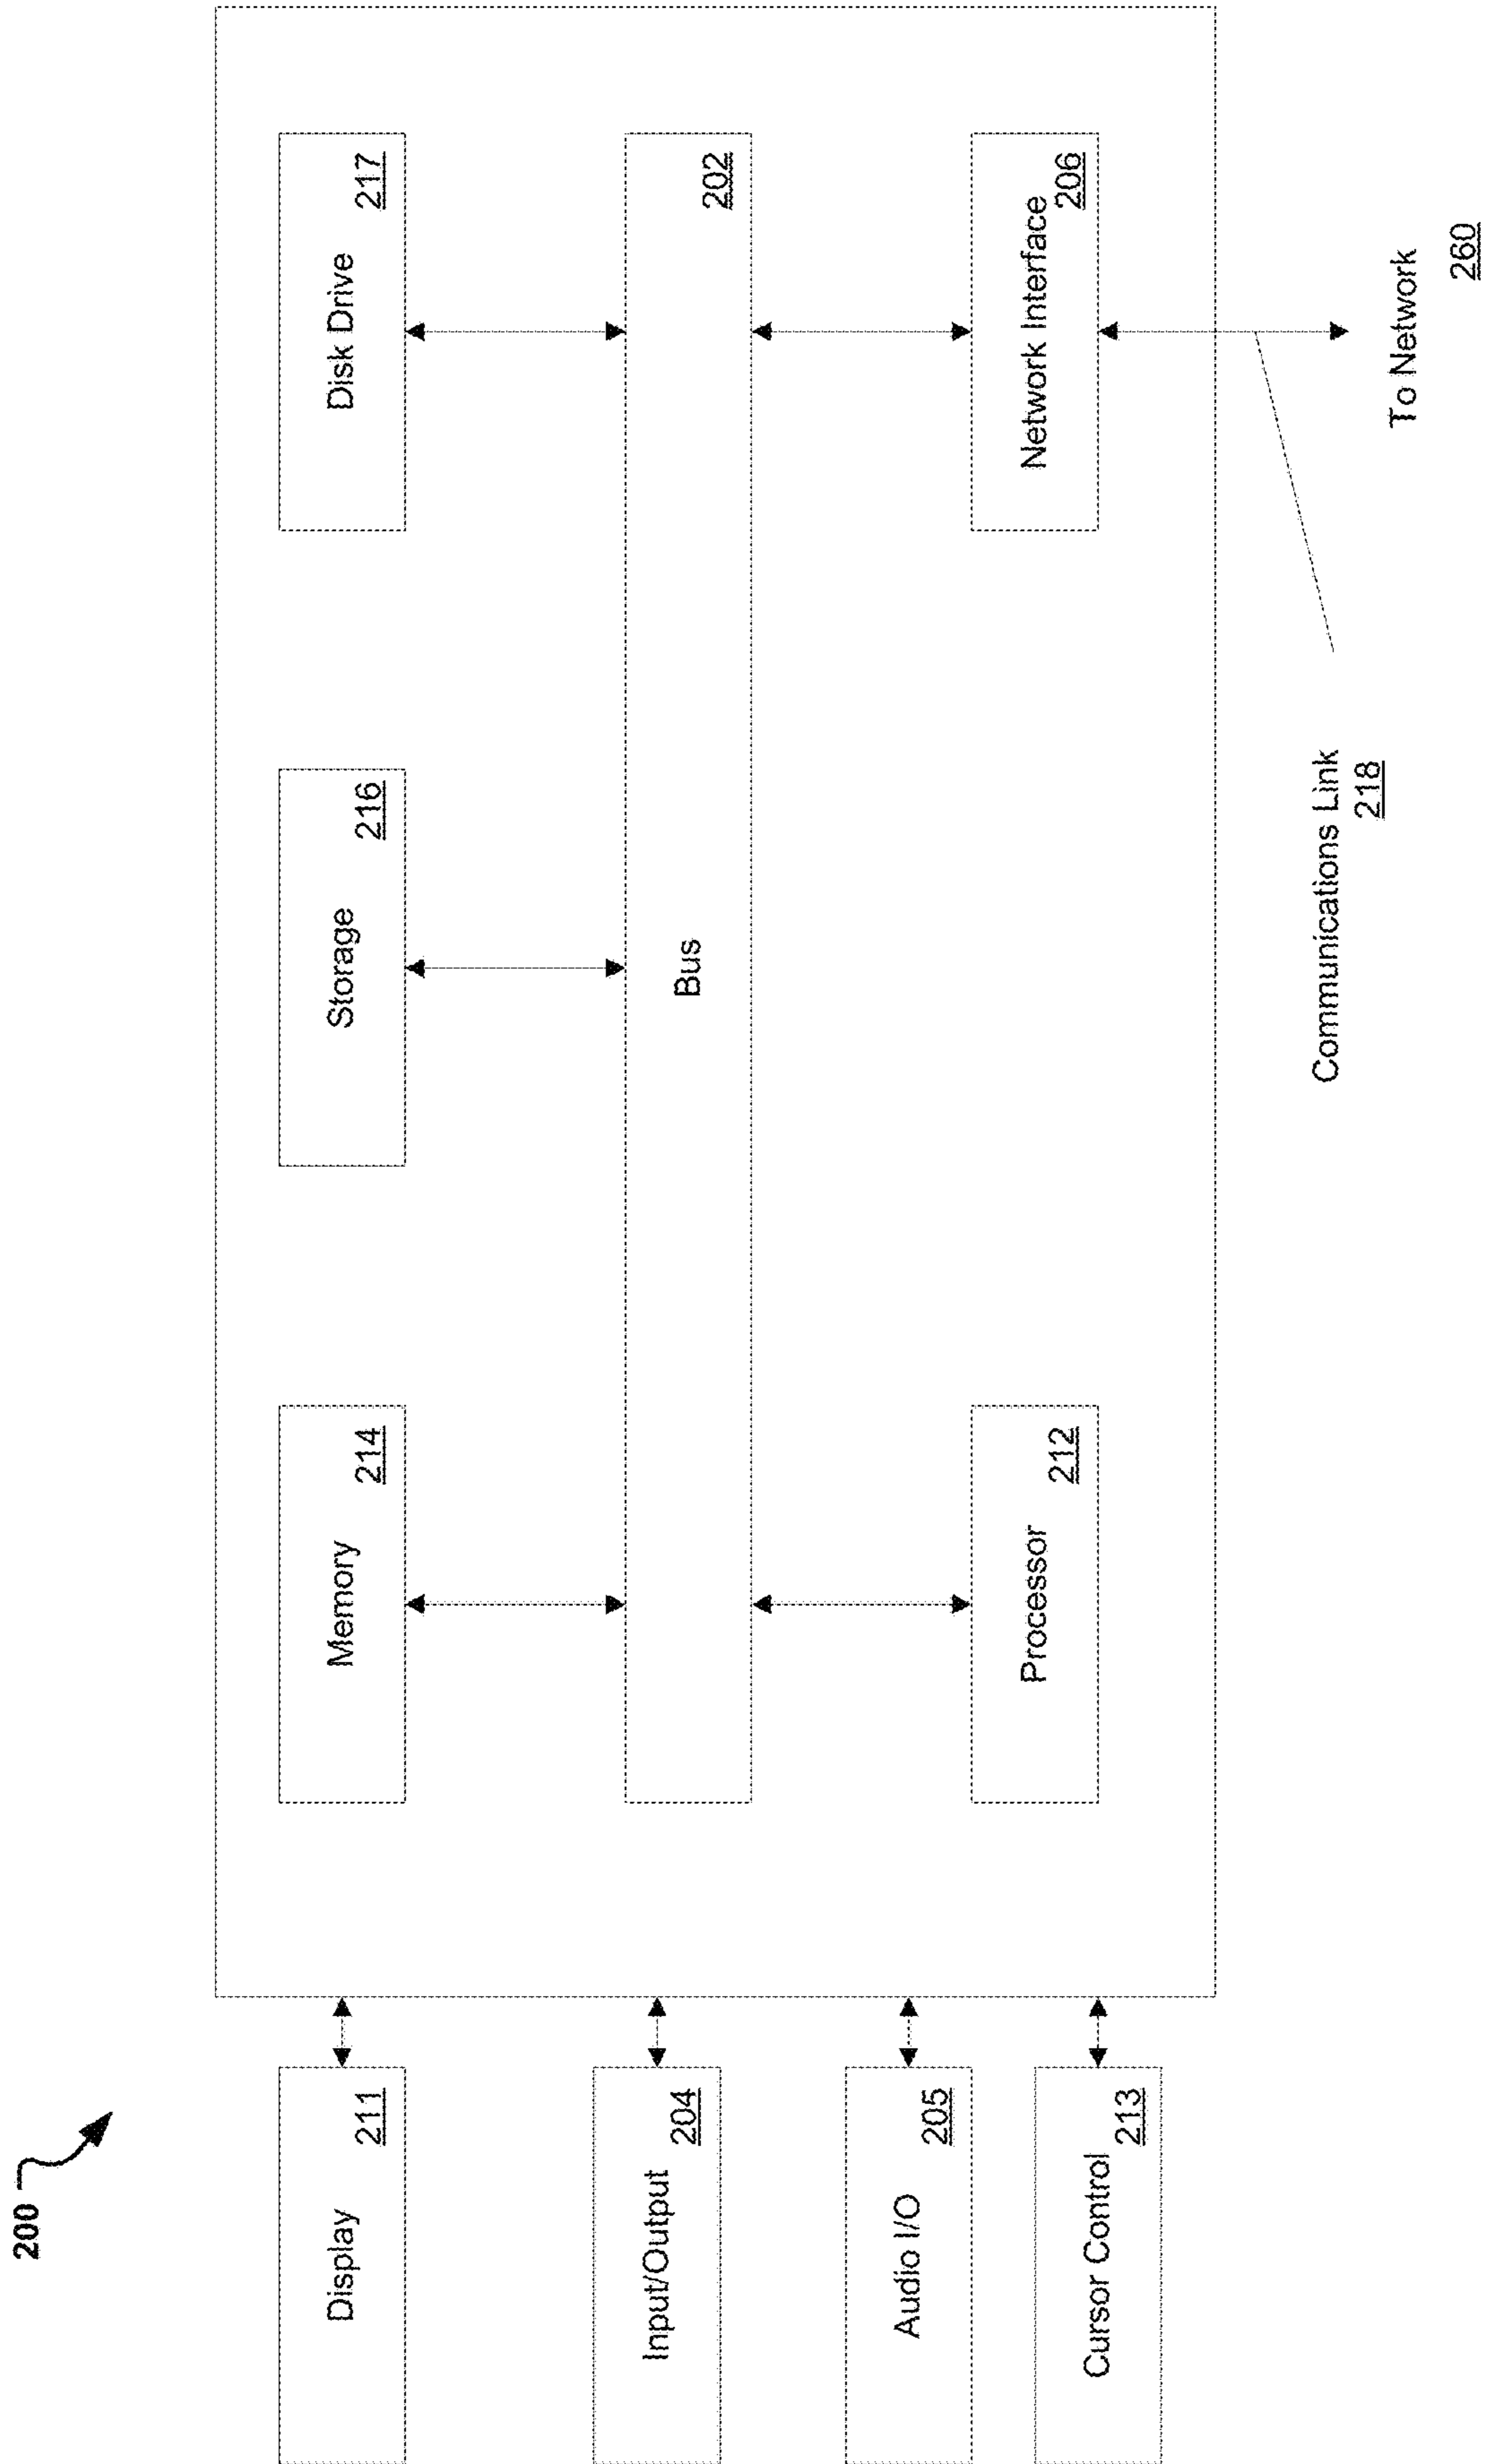 200
Display
211
Input/Output
204
Audio I/O
205
Cursor Control
213
Memory
214
Storage
216
Disk Drive
217
Bus
202
Processor
212
Network Interface
206
Communications Link
218
To Network
260